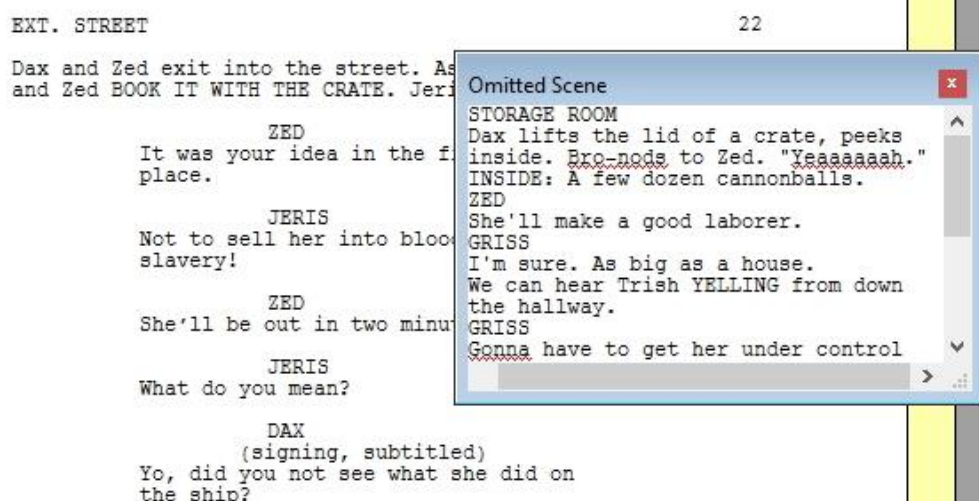 EXT. STREET 22
Dax and Zed exit into the street. As
and Zed BOOK IT WITH THE CRATE. Jeri
ZED
It was your idea in the fi
place.
JERIS
Not to sell her into blood
slavery!
ZED
She'll be out in two minut
JERIS
What do you mean?
DAX
(signing, subtitled)
Yo, did you not see what she did on
the ship?
Omitted Scene
STORAGE ROOM
Dax lifts the lid of a crate, peeks
inside. Bro-nods to Zed. "Yeaaaaaah."
INSIDE: A few dozen cannonballs.
ZED
She'll make a good laborer.
GRISS
I'm sure. As big as a house.
We can hear Trish YELLING from down
the hallway.
GRISS
Gonna have to get her under control